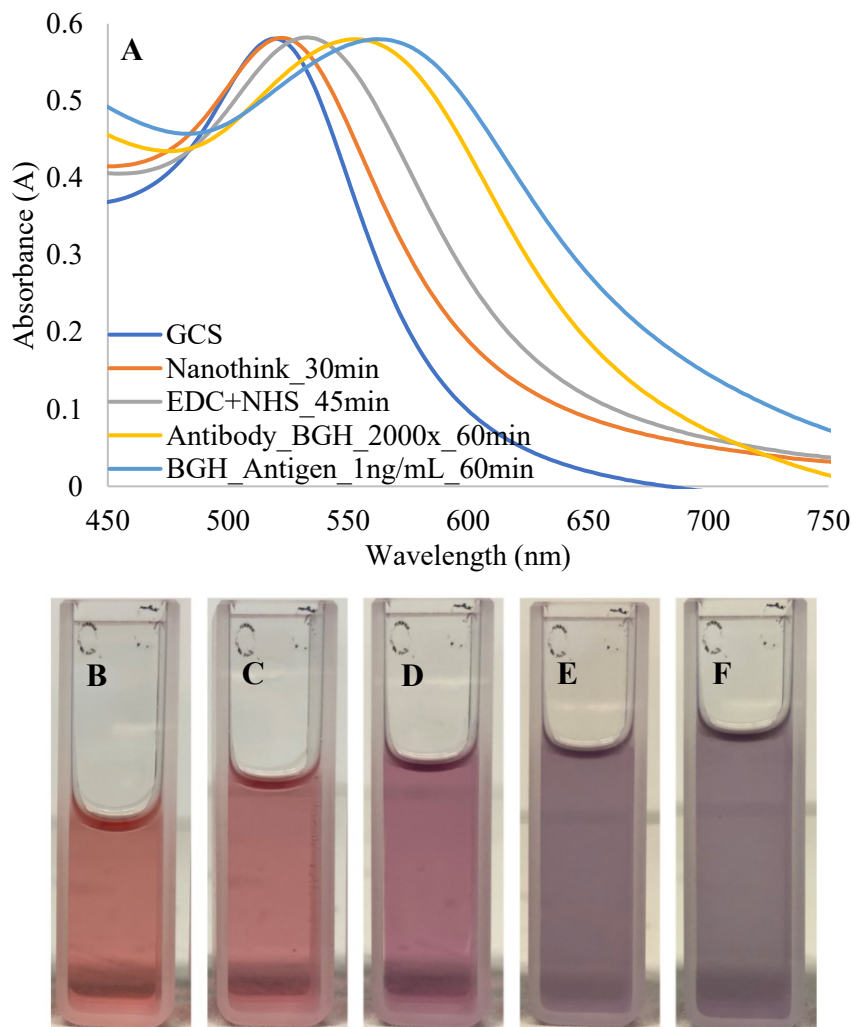 A
0.6
0.5
0.4
0.3
0.2
0.1
0
Absorbance (A)
GCS
Nanothink_30min
EDC+NHS_45min
Antibody_BGH_2000x_60min
BGH_Antigen_1ng/mL_60min
450 500 550 600 650 700 750
Wavelength (nm)
B C D E F